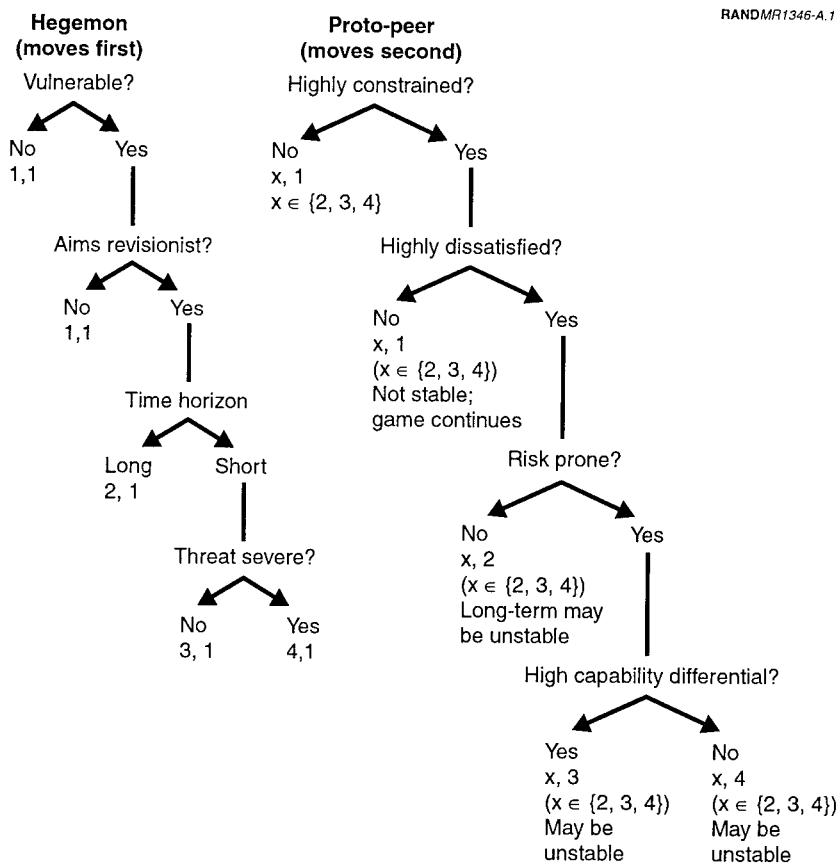 RANDMR1346-A.1
Hegemon
(moves first)
Vulnerable?
No
1,1
Yes
Aims revisionist?
No
1,1
Yes
Time horizon
Long
2, 1
Short
Threat severe?
No
3, 1
Yes
4,1
Proto-peer
(moves second)
Highly constrained?
No
x, 1
x ∈ {2, 3, 4}
Yes
Highly dissatisfied?
No
x, 1
(x ∈ {2, 3, 4})
Not stable;
game continues
Yes
Risk prone?
No
x, 2
(x ∈ {2, 3, 4})
Long-term may
be unstable
Yes
High capability differential?
Yes
x, 3
(x ∈ {2, 3, 4})
May be
unstable
No
x, 4
(x ∈ {2, 3, 4})
May be
unstable